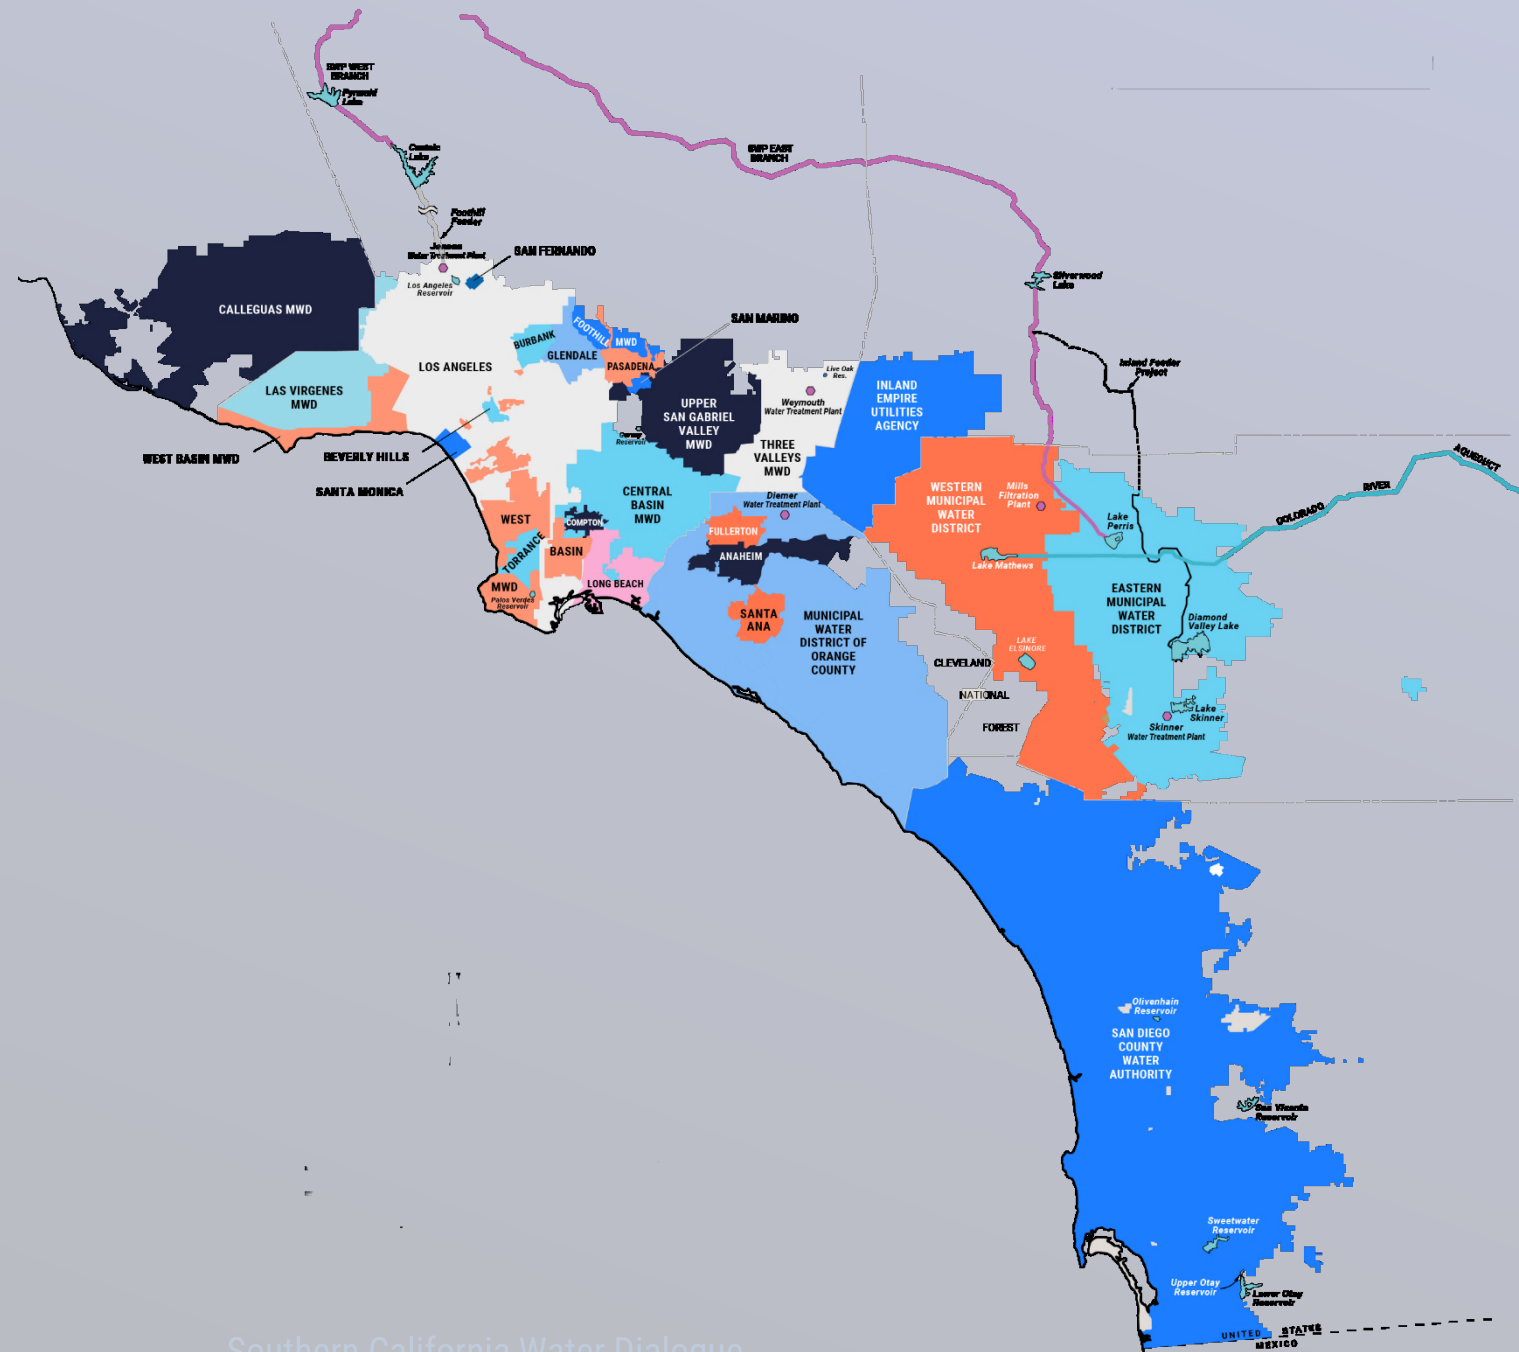 SWP WEST
BRANCH
Pyramid
Lake
Castaic
Lake
SWP EAST
BRANCH
Foothill
Feeder
Jensen
Water Treatment Plant
SAN FERNANDO
Los Angeles
Reservoir
Silverwood
Lake
CALLEGUAS MWD
SAN MARINO
BURBANK
FOOTHILL
MWD
GLENDALE
PASADENA
LOS ANGELES
Live Oak
Res.
Inland Feeder
Project
LAS VIRGENES
MWD
UPPER
SAN GABRIEL
VALLEY
MWD
Weymouth
Water Treatment Plant
INLAND
EMPIRE
UTILITIES
AGENCY
Garvey
Reservoir
THREE
VALLEYS
MWD
WEST BASIN MWD
BEVERLY HILLS
SANTA MONICA
COLORADO
RIVER
AQUEDUCT
CENTRAL
BASIN
MWD
Diemer
Water Treatment Plant
WESTERN
MUNICIPAL
WATER
DISTRICT
Mills
Filtration
Plant
Lake
Perris
WEST
COMPTON
FULLERTON
TORRANCE
BASIN
ANAHEIM
Lake Mathews
MWD
LONG BEACH
Palos Verdes
Reservoir
EASTERN
MUNICIPAL
WATER
DISTRICT
SANTA
ANA
MUNICIPAL
WATER
DISTRICT OF
ORANGE
COUNTY
Diamond
Valley Lake
LAKE
ELSINORE
CLEVELAND
NATIONAL
FOREST
Lake
Skinner
Skinner
Water Treatment Plant
Olivenhain
Reservoir
SAN DIEGO
COUNTY
WATER
AUTHORITY
San Vicente
Reservoir
Sweetwater
Reservoir
Upper Otay
Reservoir
Lower Otay
Reservoir
UNITED STATES
MEXICO
Southern California Water Dialogue